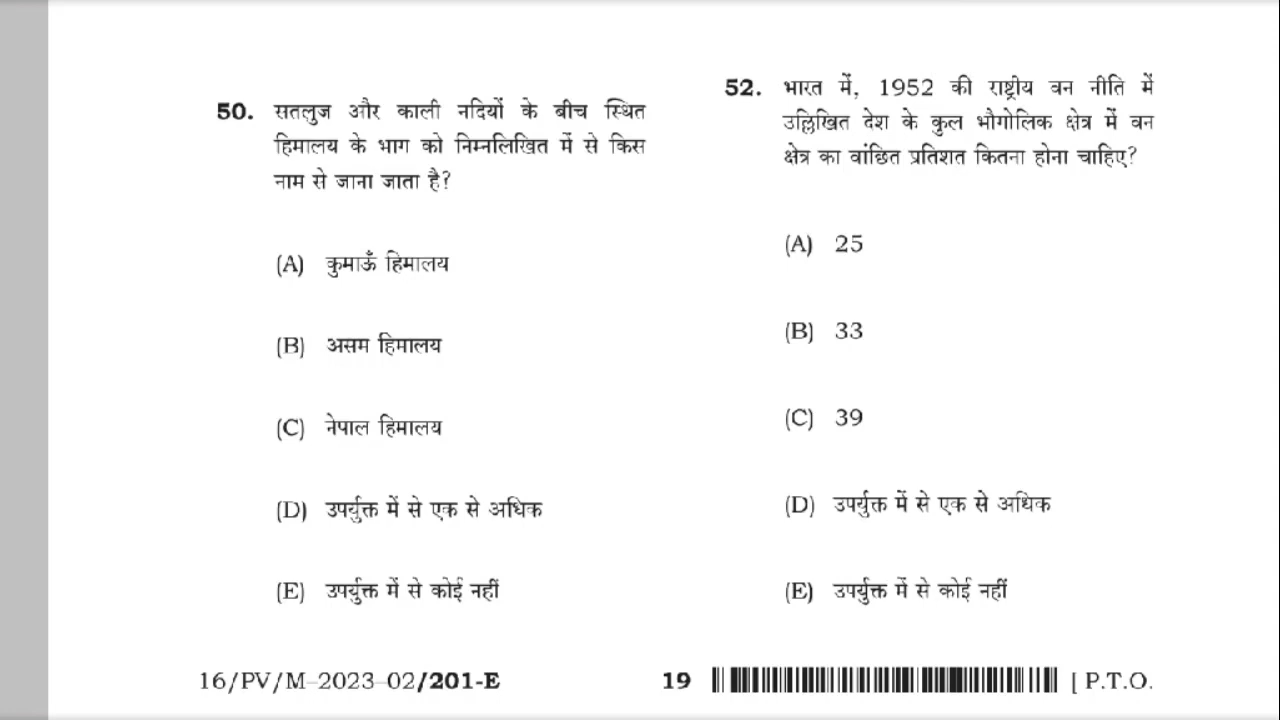 50. सतलुज और काली नदियों के बीच स्थित
हिमालय के भाग को निम्नलिखित में से किस
नाम से जाना जाता है?
(A) कुमाऊँ हिमालय
(B) असम हिमालय
(C) नेपाल हिमालय
(D) उपर्युक्त में से एक से अधिक
(E) उपर्युक्त में से कोई नहीं
52. भारत में, 1952 की राष्ट्रीय वन नीति में
उल्लिखित देश के कुल भौगोलिक क्षेत्र में वन
क्षेत्र का वांछित प्रतिशत कितना होना चाहिए?
(A) 25
(B) 33
(C) 39
(D) उपर्युक्त में से एक से अधिक
(E) उपर्युक्त में से कोई नहीं
16/PV/M–2023–02/201-E 19 [ P.T.O.